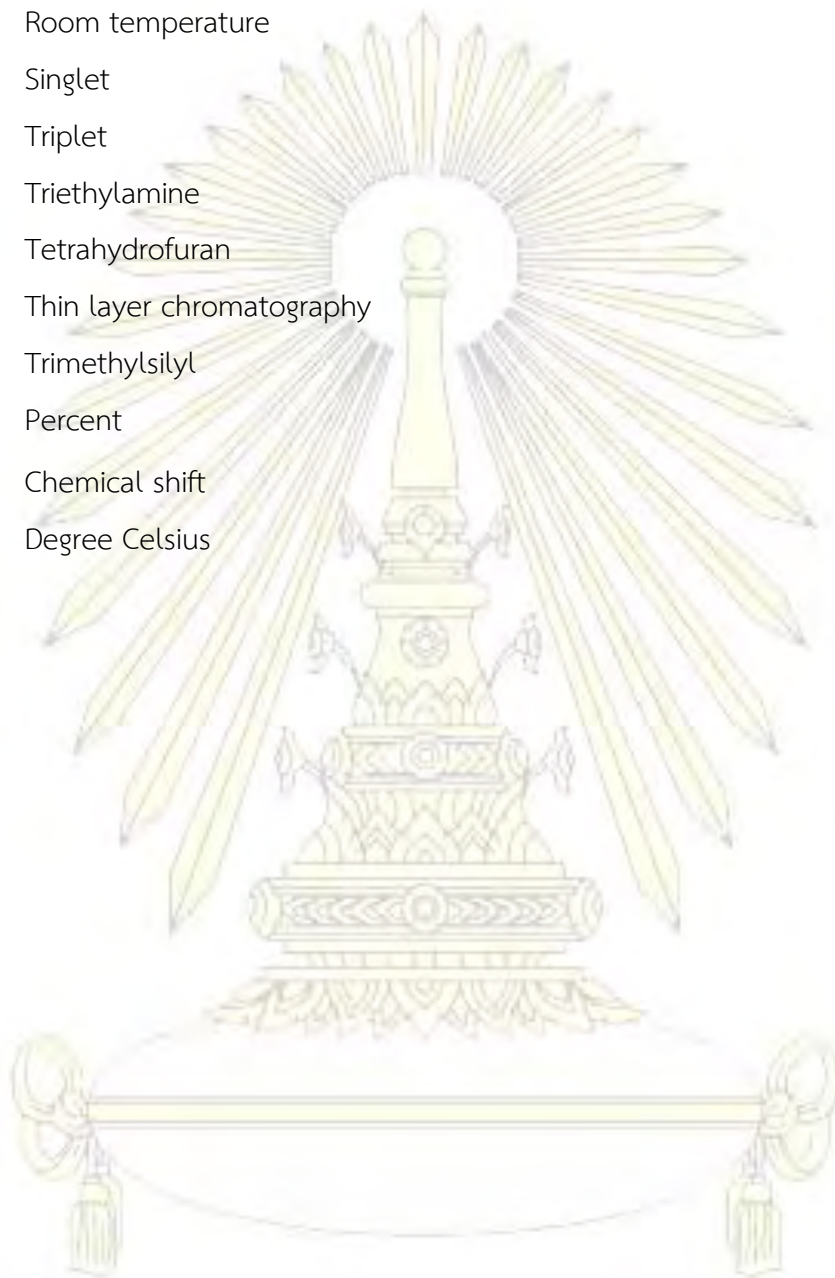 Room temperature
Singlet
Triplet
Triethylamine
Tetrahydrofuran
Thin layer chromatography
Trimethylsilyl
Percent
Chemical shift
Degree Celsius